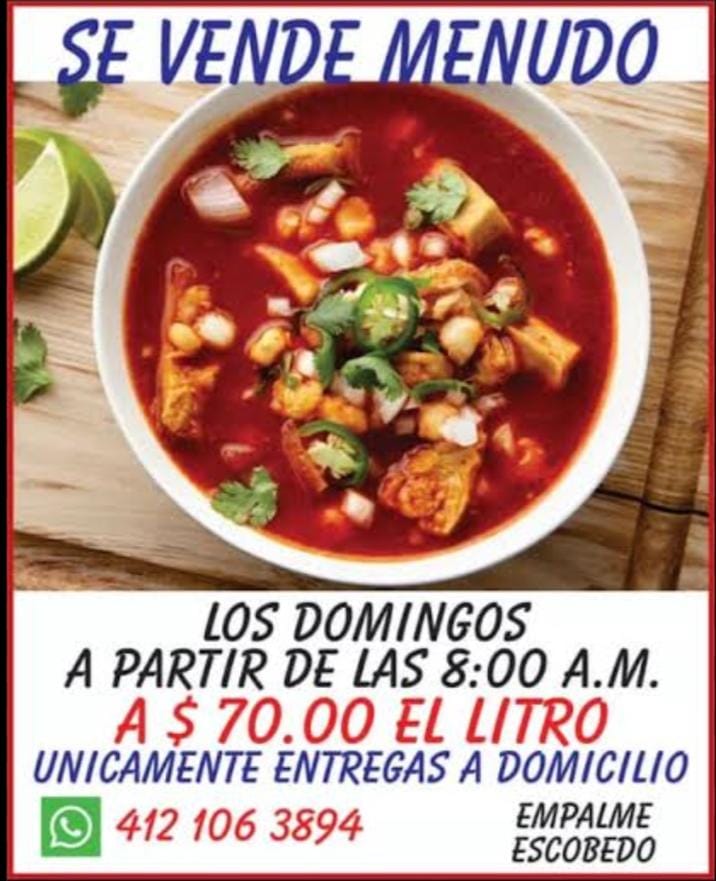 SE VENDE MENUDO
LOS DOMINGOS
A PARTIR DE LAS 8:00 A.M.
A $ 70.00 EL LITRO
UNICAMENTE ENTREGAS A DOMICILIO
412 106 3894
EMPALME
ESCOBEDO